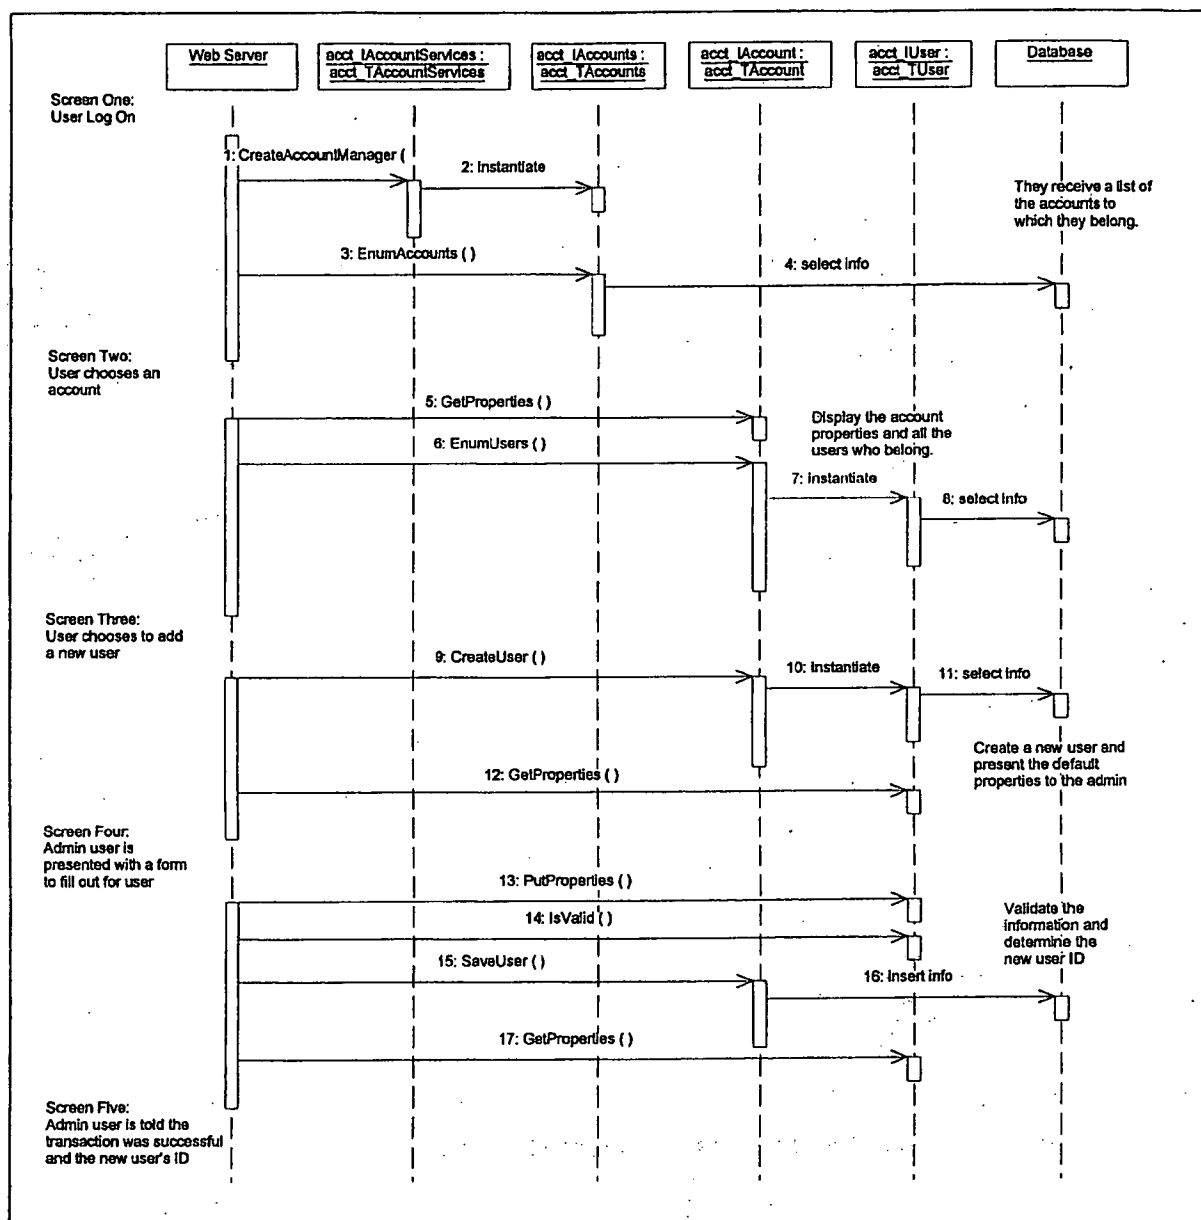 Web Server
acct_IAccountServices :
acct_TAccountServices
acct_IAccounts :
acct_TAccounts
acct_IAccount :
acct_TAccount
acct_IUser :
acct_TUser
Database
Screen One:
User Log On
1: CreateAccountManager (
2: Instantiate
They receive a list of
the accounts to
which they belong.
3: EnumAccounts ( )
4: select info
Screen Two:
User chooses an
account
5: GetProperties ( )
Display the account
properties and all the
users who belong.
6: EnumUsers ( )
7: Instantiate
8: select info
Screen Three:
User chooses to add
a new user
9: CreateUser ( )
10: Instantiate
11: select info
Create a new user and
present the default
properties to the admin
12: GetProperties ( )
Screen Four:
Admin user is
presented with a form
to fill out for user
13: PutProperties ( )
14: IsValid ( )
Validate the
information and
determine the
new user ID
15: SaveUser ( )
16: Insert info
17: GetProperties ( )
Screen Five:
Admin user is told the
transaction was successful
and the new user's ID